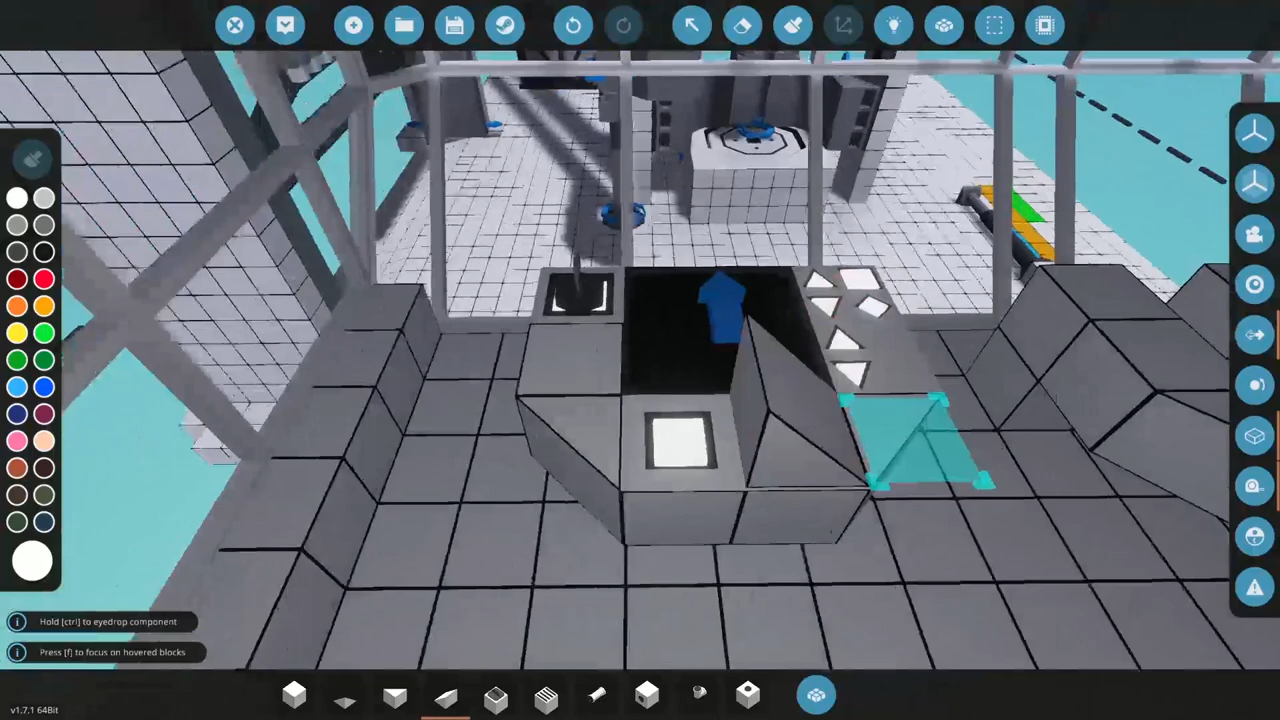 Hold [ctrl] to eyedrop component
Press [f] to focus on hovered blocks
v1.7.1 64Bit